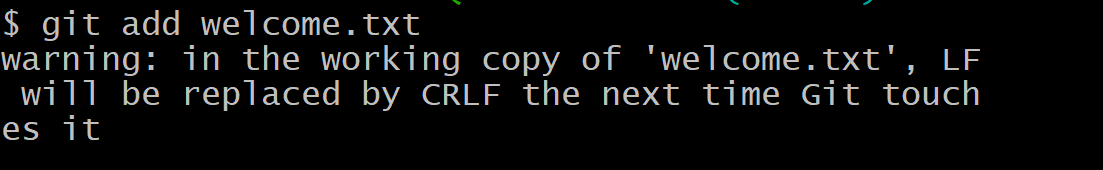 $ git add welcome.txt
warning: in the working copy of 'welcome.txt', LF
 will be replaced by CRLF the next time Git touch
es it